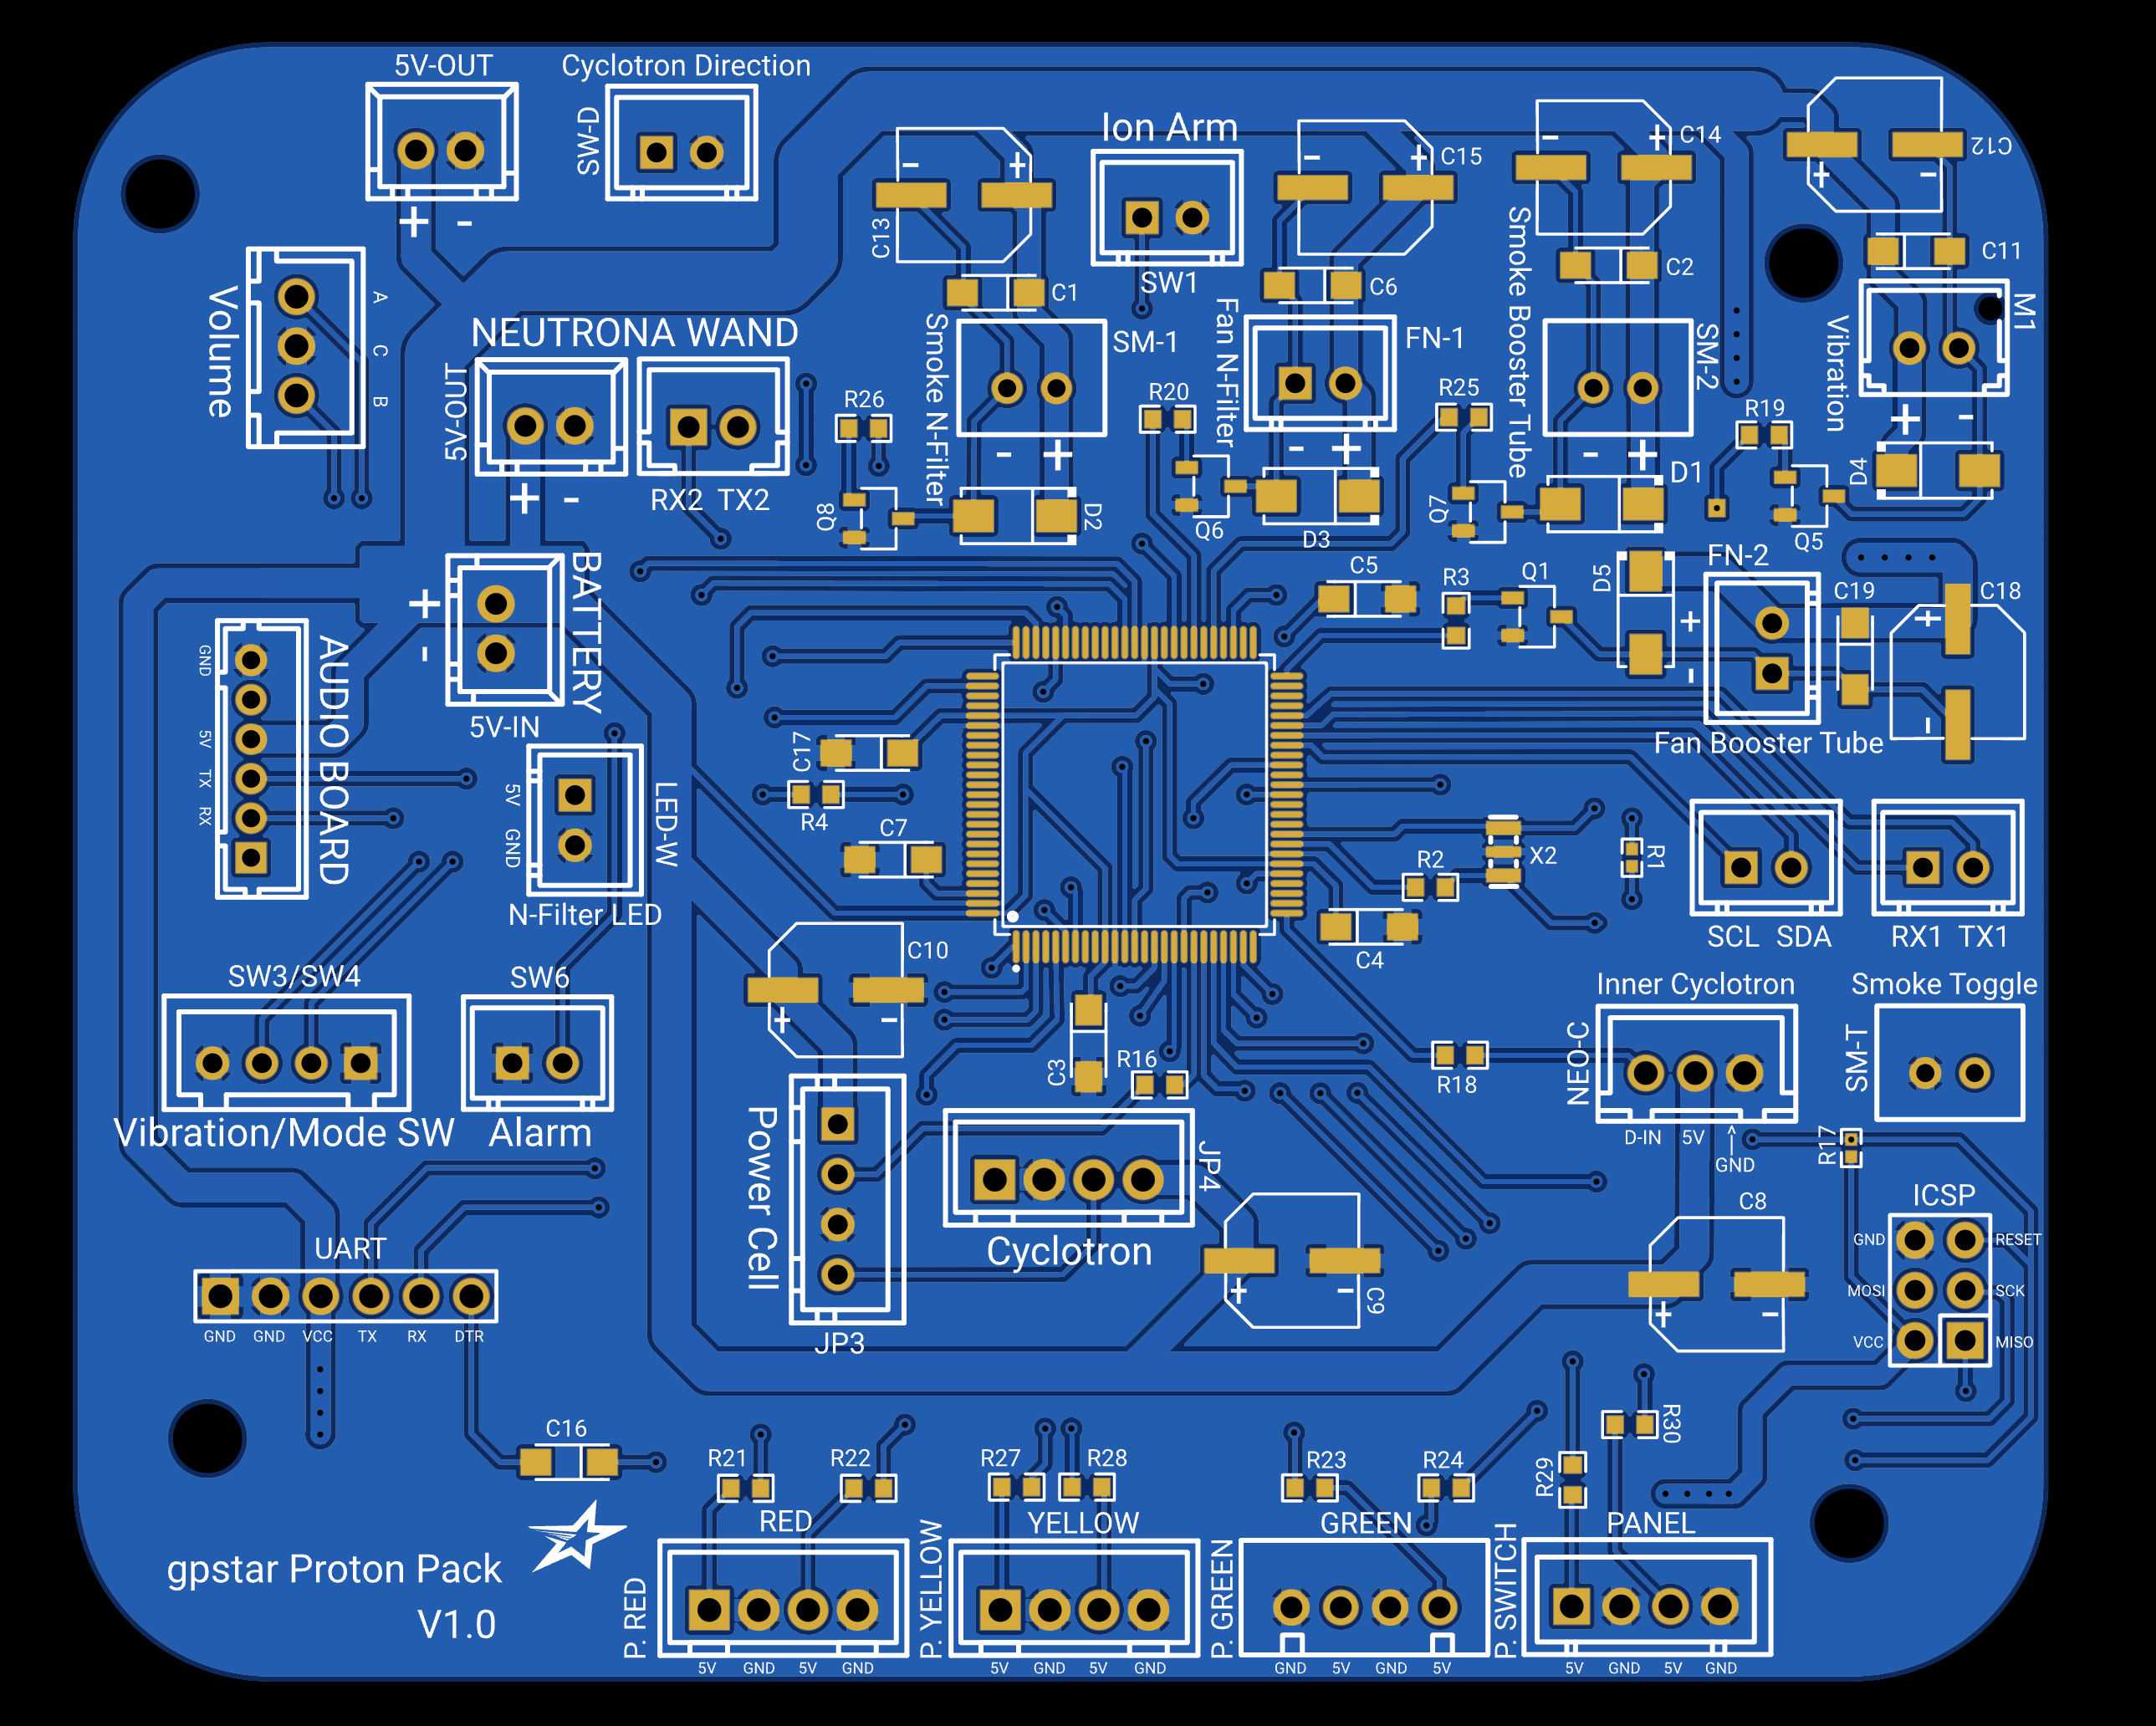 5V-OUT
Cyclotron Direction
SW-D
+ -
Ion Arm
SW1
- +
C13
C1
- +
C15
C6
- +
C14
C2
C12
+ -
C11
Volume
A
C
B
NEUTRONA WAND
5V-OUT
+ -
RX2 TX2
R26
Q8
Smoke N-Filter
SM-1
- +
D2
R20
Q6
Fan N-Filter
FN-1
- +
D3
R25
Q7
Smoke Booster Tube
SM-2
- +
D1
R19
Q5
Vibration
M1
+ -
D4
BATTERY
+
-
5V-IN
AUDIO BOARD
GND
5V
TX
RX
5V
GND
LED-W
N-Filter LED
C5
R3
Q1
D5
FN-2
+
-
C19
C18
+
-
Fan Booster Tube
C17
R4
C7
R2
X2
R1
C4
SCL SDA
RX1 TX1
SW3/SW4
Vibration/Mode SW
SW6
Alarm
C10
+ -
C3
R16
R18
Inner Cyclotron
NEO-C
D-IN 5V
^
|
GND
Smoke Toggle
SM-T
R17
Power Cell
JP3
JP4
Cyclotron
C9
+ -
C8
+ -
ICSP
GND RESET
MOSI SCK
VCC MISO
UART
GND GND VCC TX RX DTR
C16
R21
R22
R27
R28
R23
R24
R29
R30
RED
P. RED
5V GND 5V GND
YELLOW
P. YELLOW
5V GND 5V GND
GREEN
P. GREEN
GND 5V GND 5V
PANEL
P. SWITCH
5V GND 5V GND
gpstar Proton Pack
V1.0